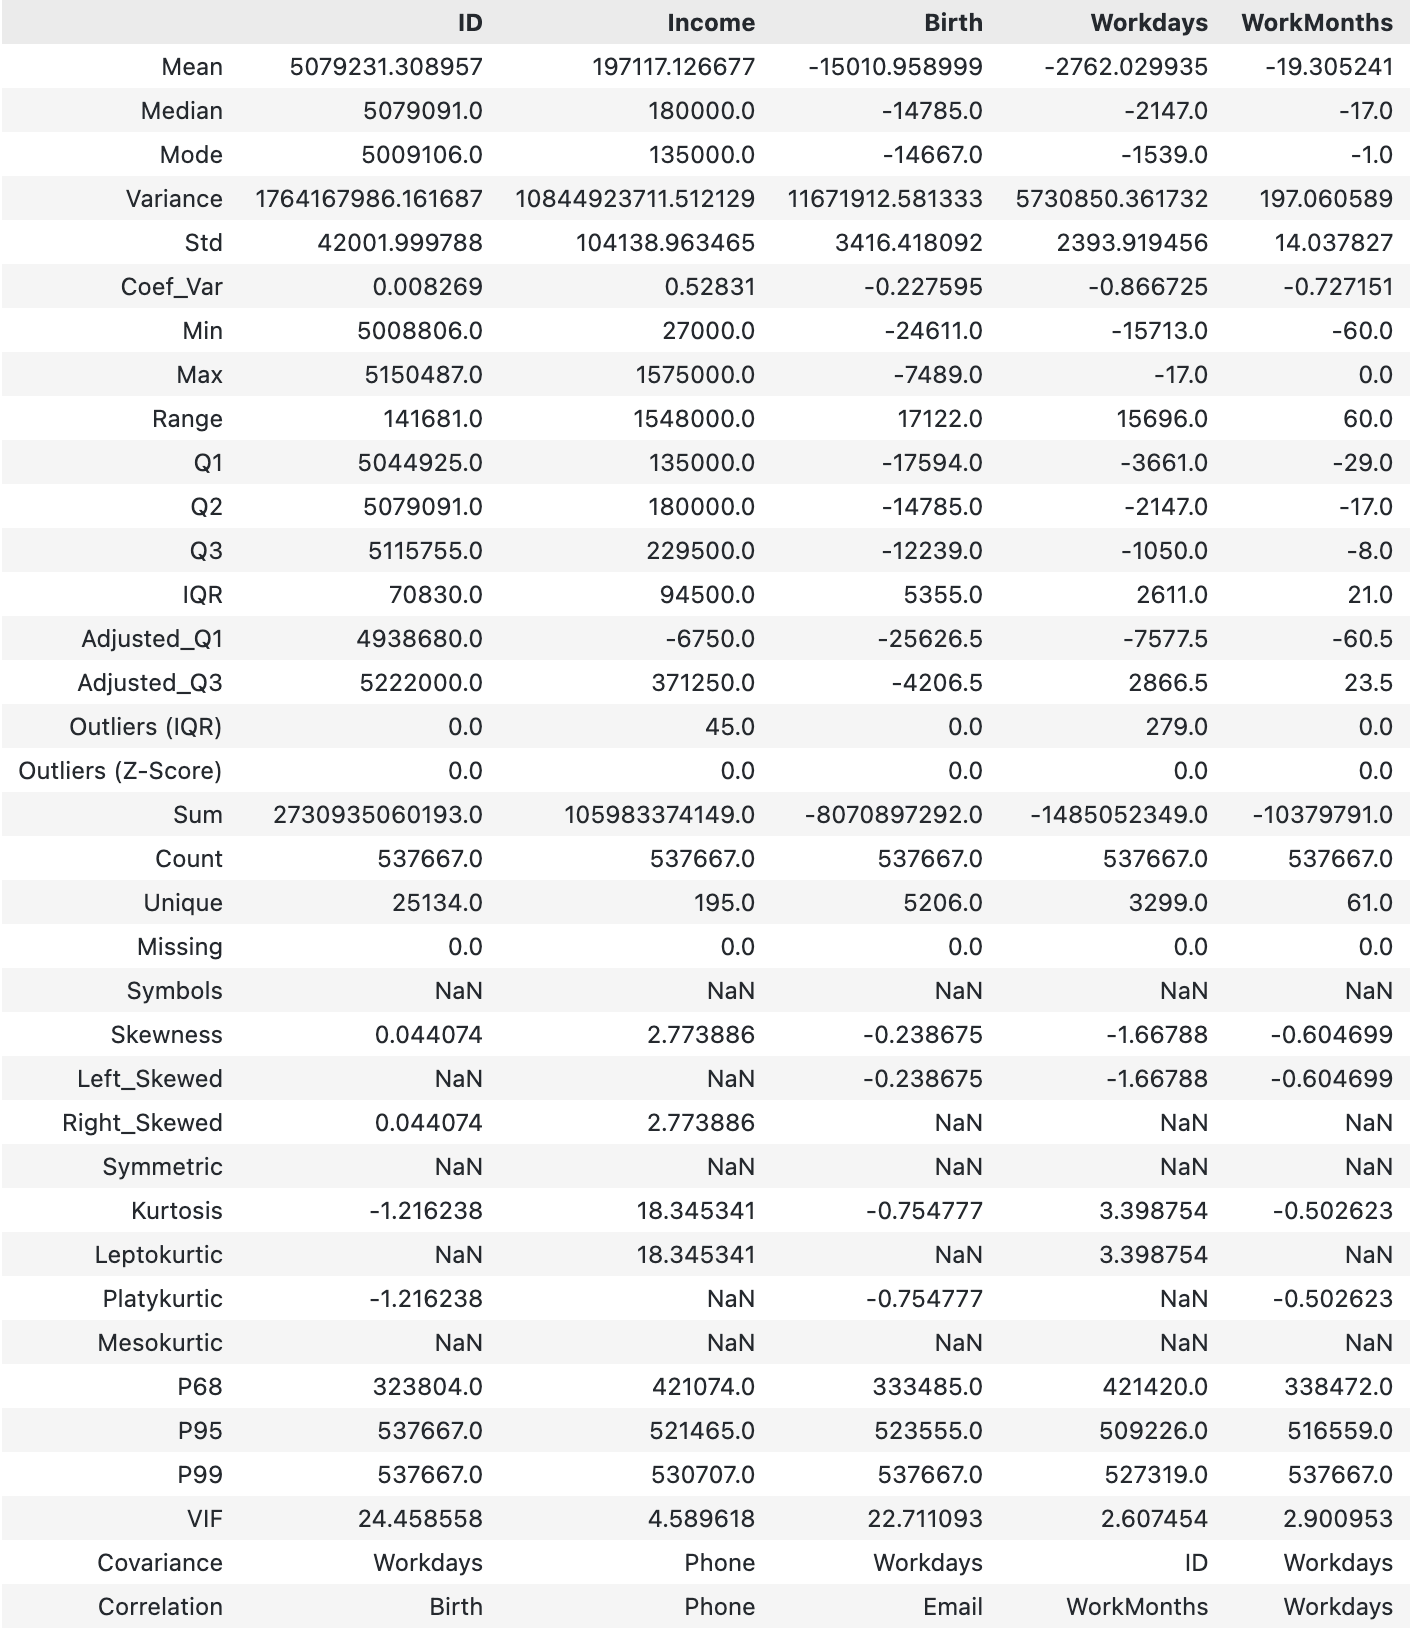 ID Income Birth Workdays WorkMonths
Mean 5079231.308957 197117.126677 -15010.958999 -2762.029935 -19.305241
Median 5079091.0 180000.0 -14785.0 -2147.0 -17.0
Mode 5009106.0 135000.0 -14667.0 -1539.0 -1.0
Variance 1764167986.161687 10844923711.512129 11671912.581333 5730850.361732 197.060589
Std 42001.999788 104138.963465 3416.418092 2393.919456 14.037827
Coef_Var 0.008269 0.52831 -0.227595 -0.866725 -0.727151
Min 5008806.0 27000.0 -24611.0 -15713.0 -60.0
Max 5150487.0 1575000.0 -7489.0 -17.0 0.0
Range 141681.0 1548000.0 17122.0 15696.0 60.0
Q1 5044925.0 135000.0 -17594.0 -3661.0 -29.0
Q2 5079091.0 180000.0 -14785.0 -2147.0 -17.0
Q3 5115755.0 229500.0 -12239.0 -1050.0 -8.0
IQR 70830.0 94500.0 5355.0 2611.0 21.0
Adjusted_Q1 4938680.0 -6750.0 -25626.5 -7577.5 -60.5
Adjusted_Q3 5222000.0 371250.0 -4206.5 2866.5 23.5
Outliers (IQR) 0.0 45.0 0.0 279.0 0.0
Outliers (Z-Score) 0.0 0.0 0.0 0.0 0.0
Sum 2730935060193.0 105983374149.0 -8070897292.0 -1485052349.0 -10379791.0
Count 537667.0 537667.0 537667.0 537667.0 537667.0
Unique 25134.0 195.0 5206.0 3299.0 61.0
Missing 0.0 0.0 0.0 0.0 0.0
Symbols NaN NaN NaN NaN NaN
Skewness 0.044074 2.773886 -0.238675 -1.66788 -0.604699
Left_Skewed NaN NaN -0.238675 -1.66788 -0.604699
Right_Skewed 0.044074 2.773886 NaN NaN NaN
Symmetric NaN NaN NaN NaN NaN
Kurtosis -1.216238 18.345341 -0.754777 3.398754 -0.502623
Leptokurtic NaN 18.345341 NaN 3.398754 NaN
Platykurtic -1.216238 NaN -0.754777 NaN -0.502623
Mesokurtic NaN NaN NaN NaN NaN
P68 323804.0 421074.0 333485.0 421420.0 338472.0
P95 537667.0 521465.0 523555.0 509226.0 516559.0
P99 537667.0 530707.0 537667.0 527319.0 537667.0
VIF 24.458558 4.589618 22.711093 2.607454 2.900953
Covariance Workdays Phone Workdays ID Workdays
Correlation Birth Phone Email WorkMonths Workdays